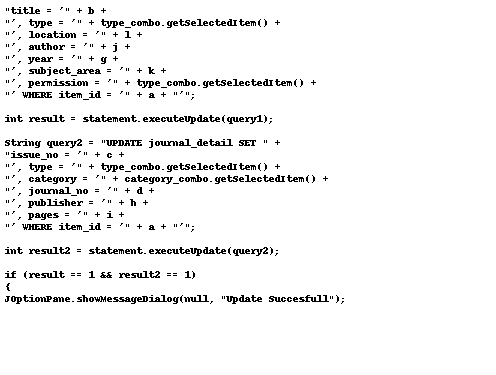 "title = '" + b +
"', type = '" + type_combo.getSelectedItem() +
"', location = '" + l +
"', author = '" + j +
"', year = '" + g +
"', subject_area = '" + k +
"', permission = '" + type_combo.getSelectedItem() +
"' WHERE item_id = '" + a + "'";
int result = statement.executeUpdate(query1);
String query2 = "UPDATE journal_detail SET " +
"issue_no = '" + c +
"', type = '" + type_combo.getSelectedItem() +
"', category = '" + category_combo.getSelectedItem() +
"', journal_no = '" + d +
"', publisher = '" + h +
"', pages = '" + i +
"' WHERE item_id = '" + a + "'";
int result2 = statement.executeUpdate(query2);
if (result == 1 && result2 == 1)
{
JOptionPane.showMessageDialog(null, "Update Succesfull");